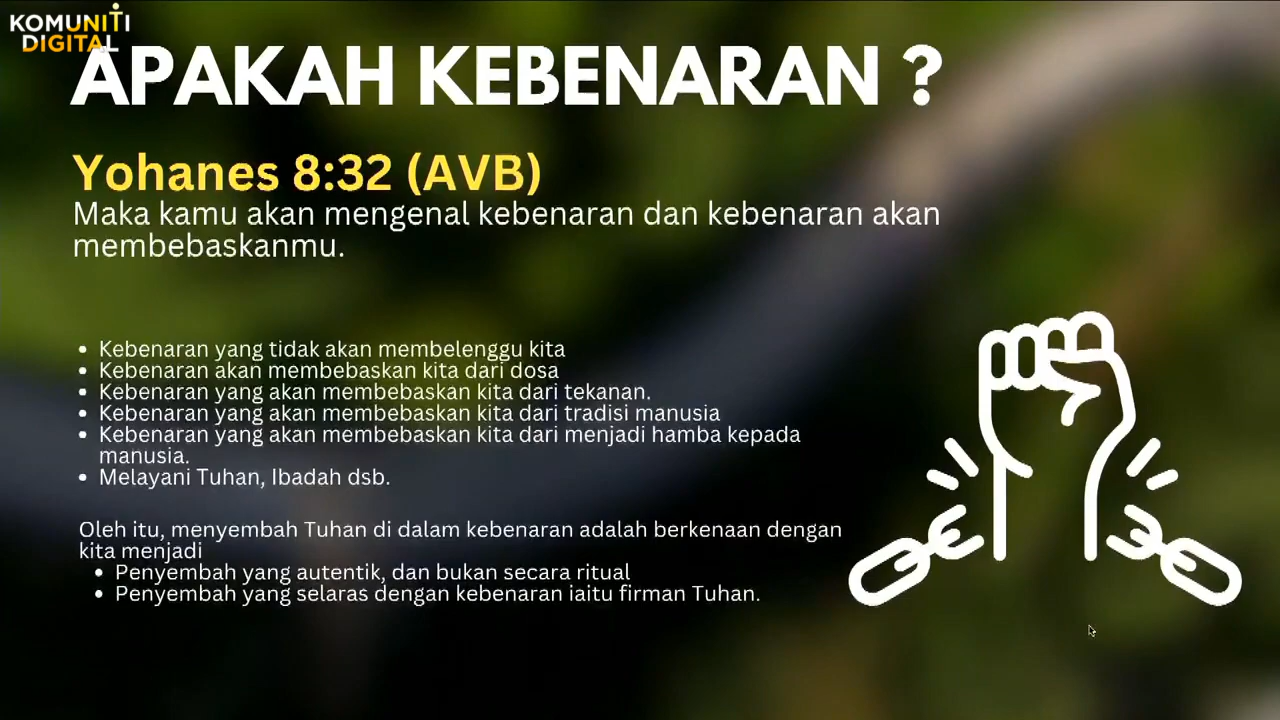 KOMUNITI
DIGITAL
APAKAH KEBENARAN ?
Yohanes 8:32 (AVB)
Maka kamu akan mengenal kebenaran dan kebenaran akan
membebaskanmu.
• Kebenaran yang tidak akan membelenggu kita
• Kebenaran akan membebaskan kita dari dosa
• Kebenaran yang akan membebaskan kita dari tekanan.
• Kebenaran yang akan membebaskan kita dari tradisi manusia
• Kebenaran yang akan membebaskan kita dari menjadi hamba kepada
manusia.
• Melayani Tuhan, Ibadah dsb.
Oleh itu, menyembah Tuhan di dalam kebenaran adalah berkenaan dengan
kita menjadi
• Penyembah yang autentik, dan bukan secara ritual
• Penyembah yang selaras dengan kebenaran iaitu firman Tuhan.